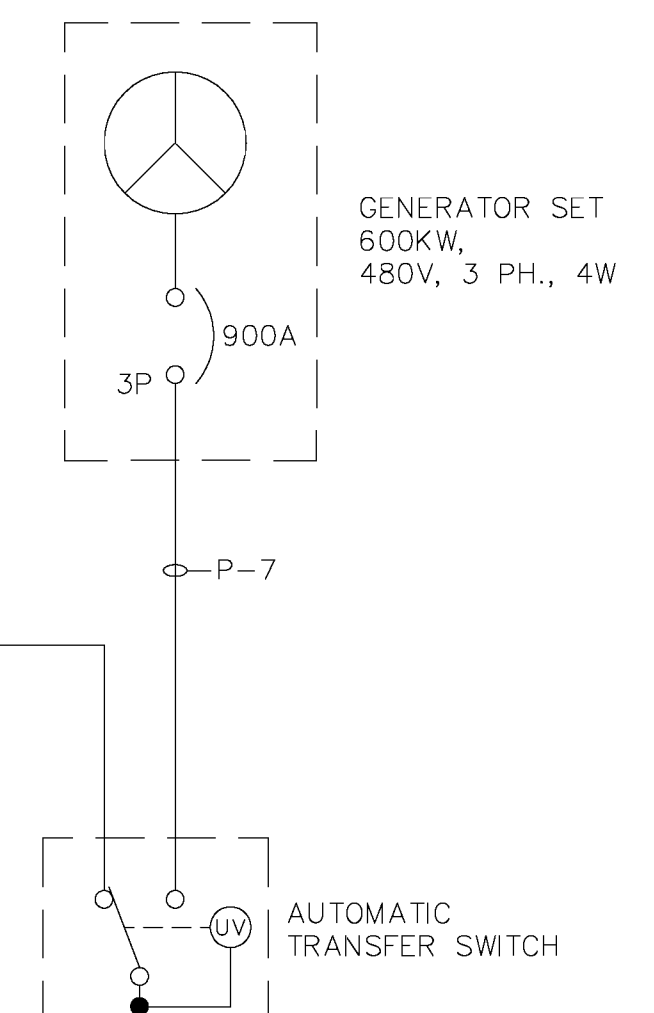 GENERATOR SET
600KW,
480V, 3 PH., 4W
900A
3P
P-7
UV
AUTOMATIC
TRANSFER SWITCH